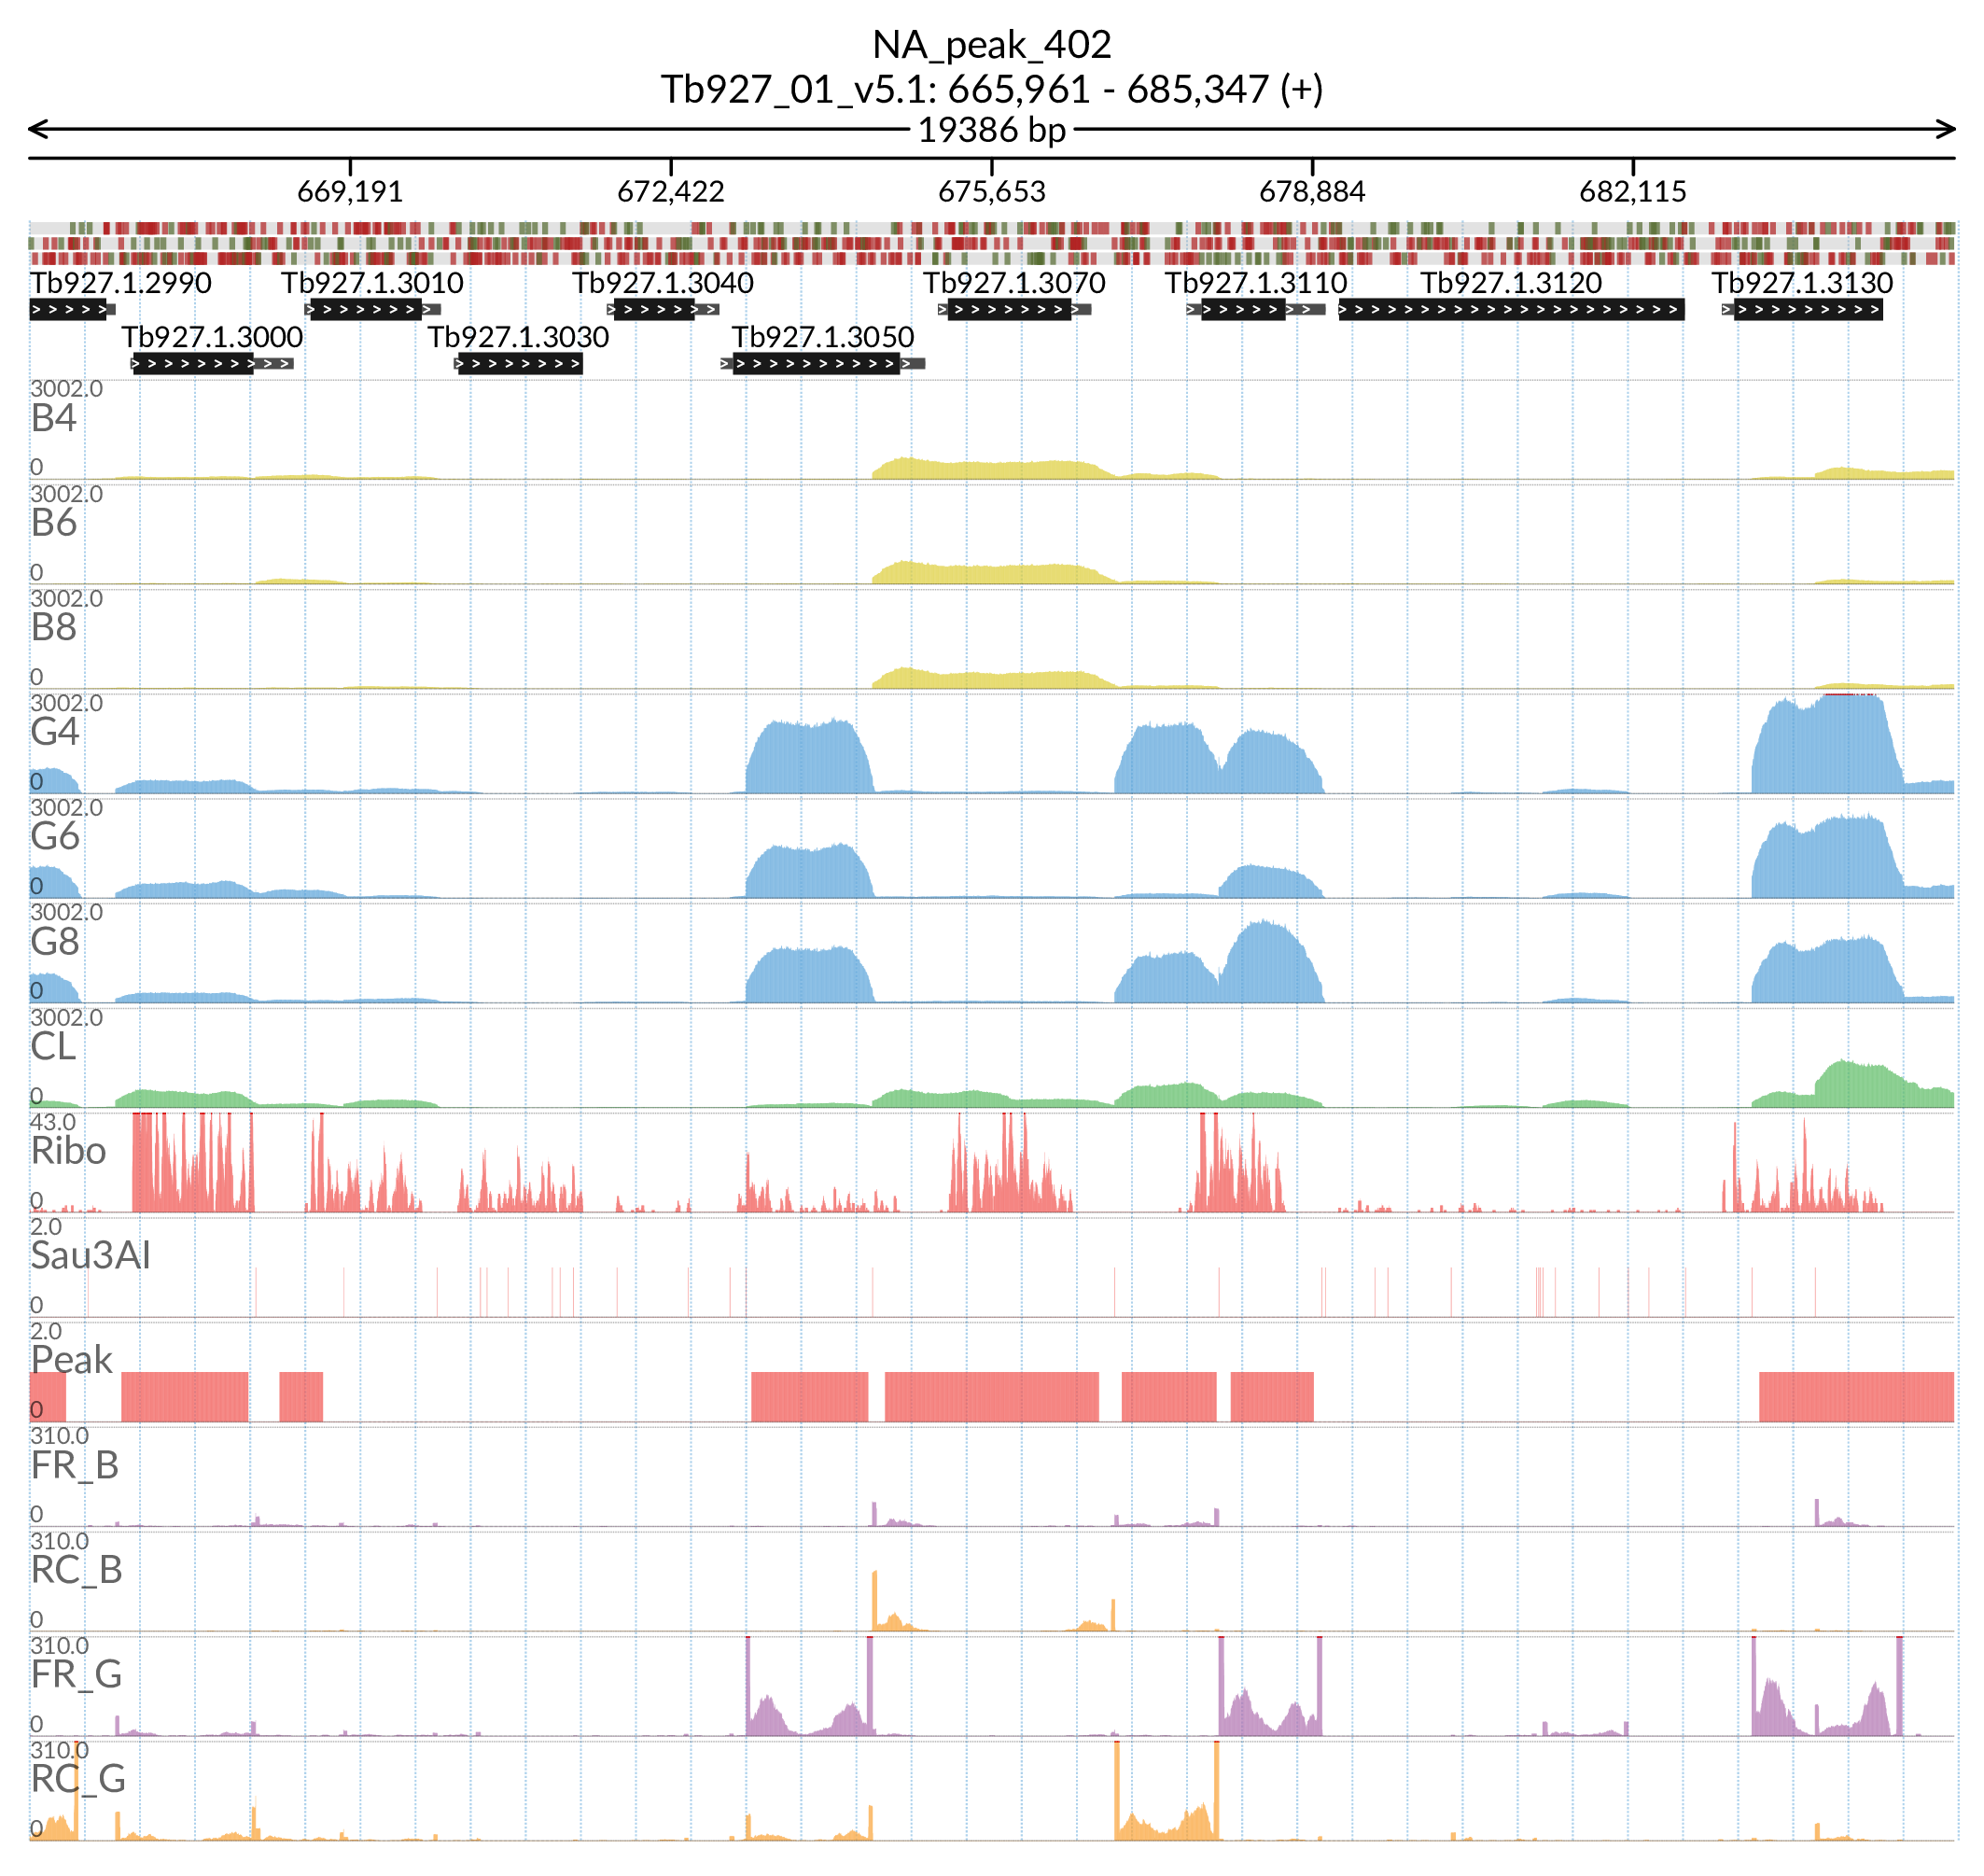 NA_peak_402
Tb927_01_v5.1: 665,961 - 685,347 (+)
19386 bp
669,191 672,422 675,653 678,884 682,115
Tb927.1.2990 Tb927.1.3010 Tb927.1.3040 Tb927.1.3070 Tb927.1.3110 Tb927.1.3120 Tb927.1.3130
Tb927.1.3000 Tb927.1.3030 Tb927.1.3050
3002.0
B4
0
3002.0
B6
0
3002.0
B8
0
3002.0
G4
0
3002.0
G6
0
3002.0
G8
0
3002.0
CL
0
43.0
Ribo
0
2.0
Sau3AI
0
2.0
Peak
0
310.0
FR_B
0
310.0
RC_B
0
310.0
FR_G
0
310.0
RC_G
0